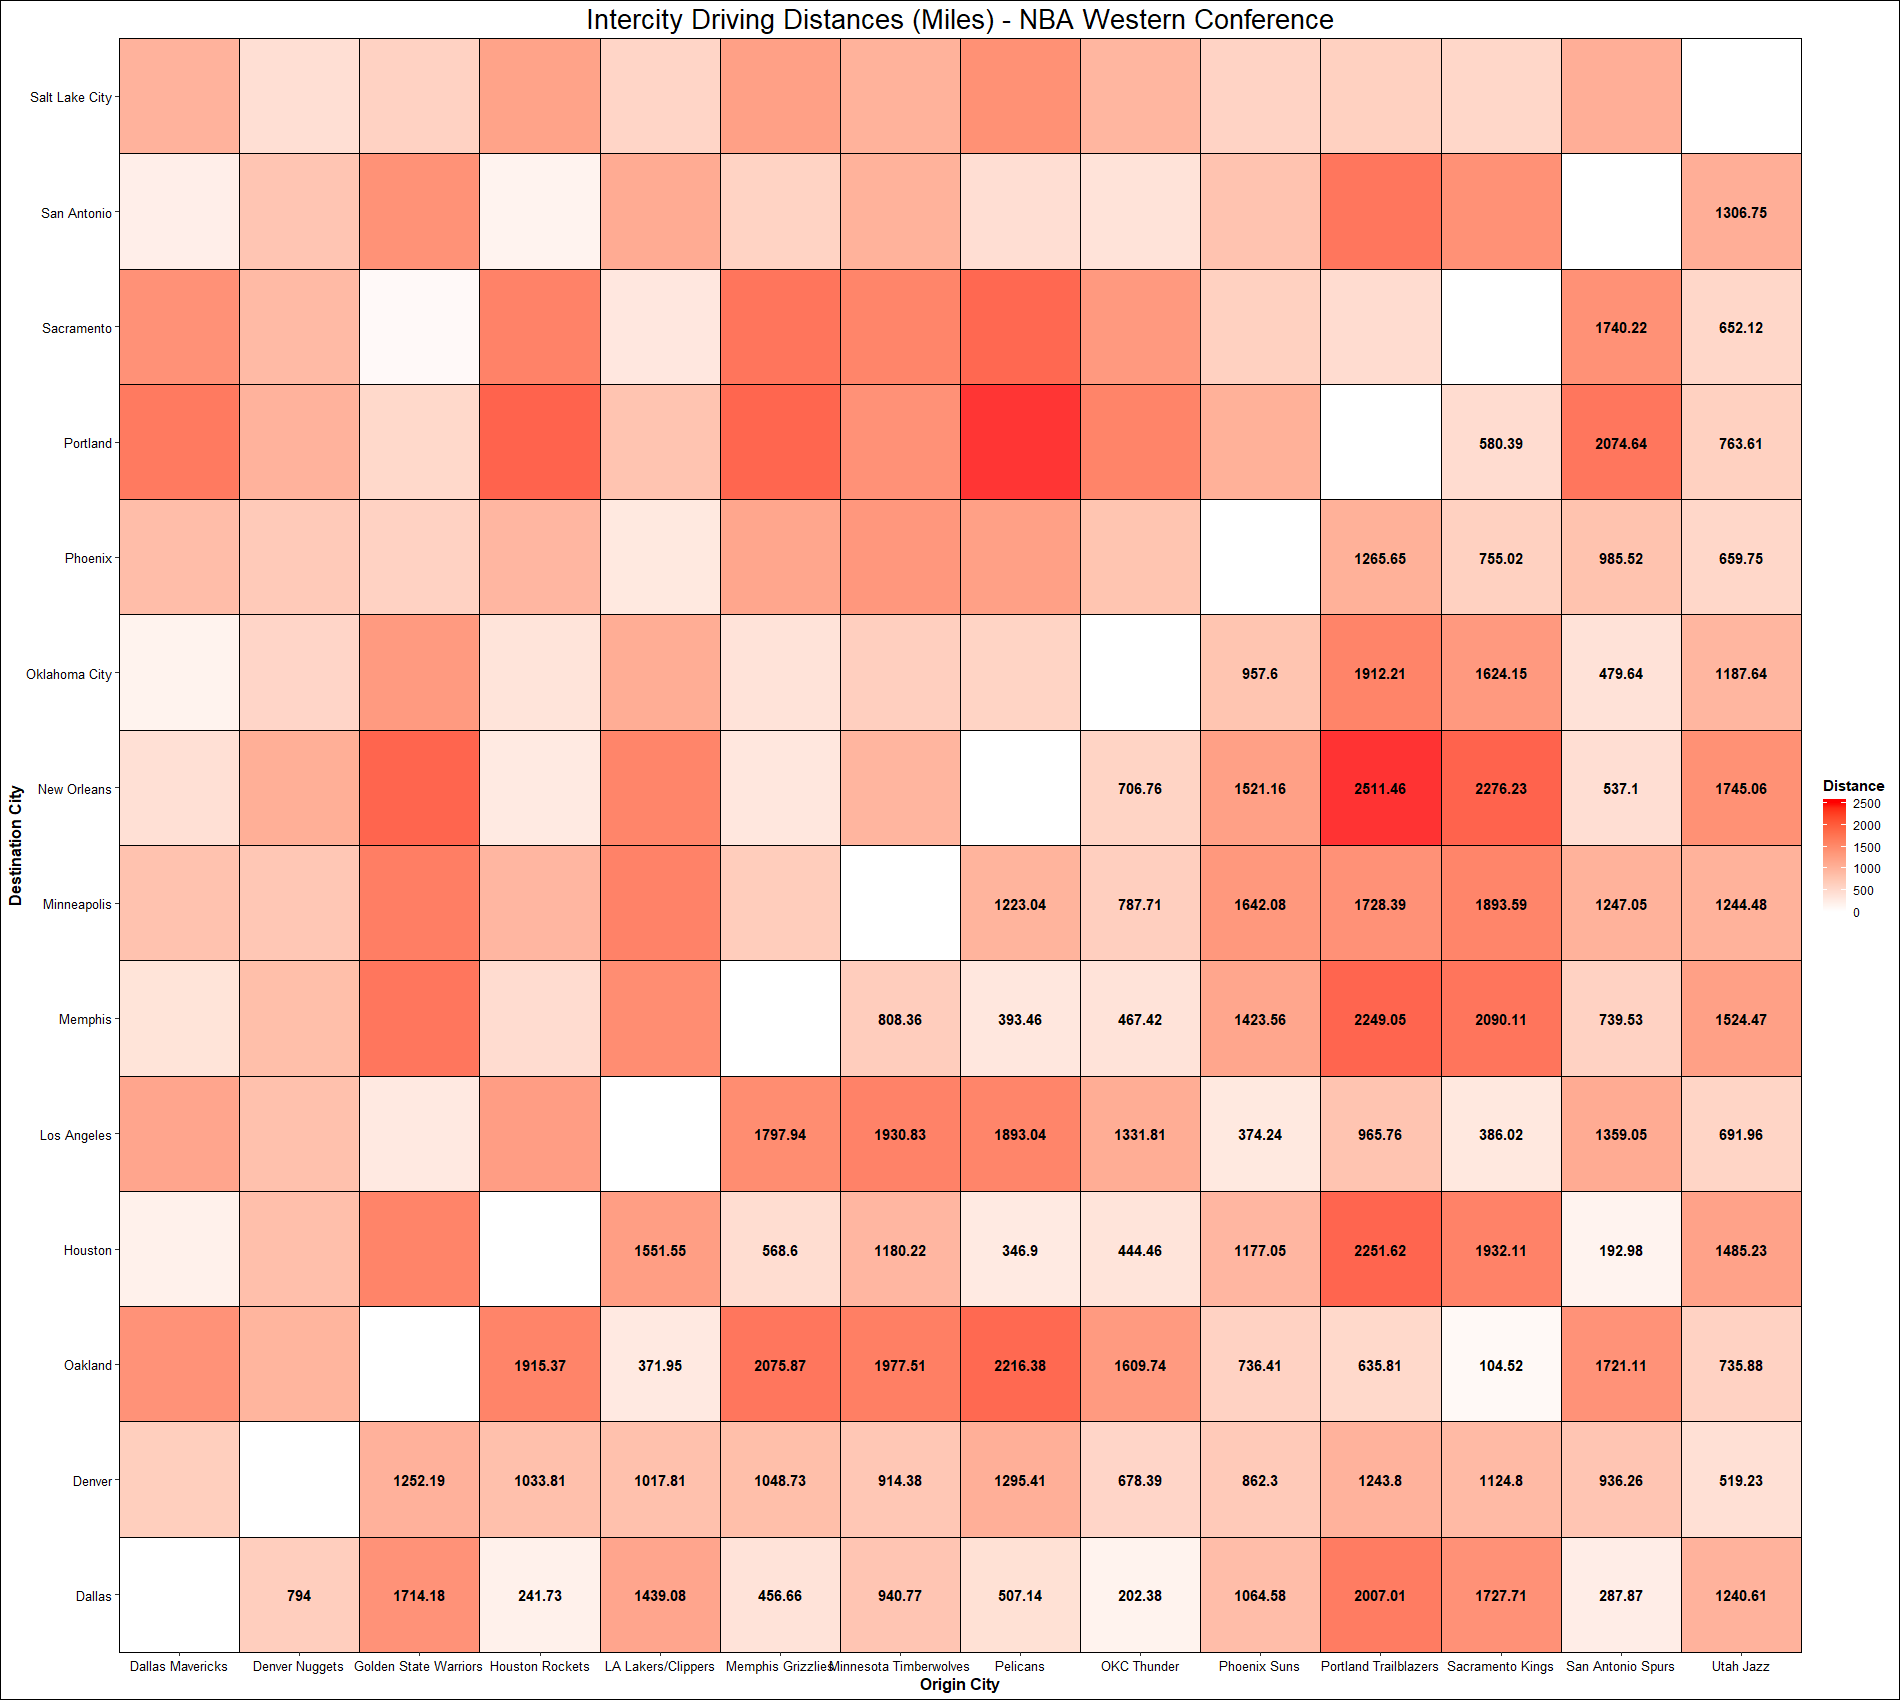 Intercity Driving Distances (Miles) - NBA Western Conference
Salt Lake City
San Antonio 1306.75
Sacramento 1740.22 652.12
Portland 580.39 2074.64 763.61
Phoenix 1265.65 755.02 985.52 659.75
Oklahoma City 957.6 1912.21 1624.15 479.64 1187.64
New Orleans 706.76 1521.16 2511.46 2276.23 537.1 1745.06
Minneapolis 1223.04 787.71 1642.08 1728.39 1893.59 1247.05 1244.48
Memphis 808.36 393.46 467.42 1423.56 2249.05 2090.11 739.53 1524.47
Los Angeles 1797.94 1930.83 1893.04 1331.81 374.24 965.76 386.02 1359.05 691.96
Houston 1551.55 568.6 1180.22 346.9 444.46 1177.05 2251.62 1932.11 192.98 1485.23
Oakland 1915.37 371.95 2075.87 1977.51 2216.38 1609.74 736.41 635.81 104.52 1721.11 735.88
Denver 1252.19 1033.81 1017.81 1048.73 914.38 1295.41 678.39 862.3 1243.8 1124.8 936.26 519.23
Dallas 794 1714.18 241.73 1439.08 456.66 940.77 507.14 202.38 1064.58 2007.01 1727.71 287.87 1240.61
Dallas Mavericks Denver Nuggets Golden State Warriors Houston Rockets LA Lakers/Clippers Memphis Grizzlies Minnesota Timberwolves Pelicans OKC Thunder Phoenix Suns Portland Trailblazers Sacramento Kings San Antonio Spurs Utah Jazz
Origin City
Destination City
Distance
2500
2000
1500
1000
500
0